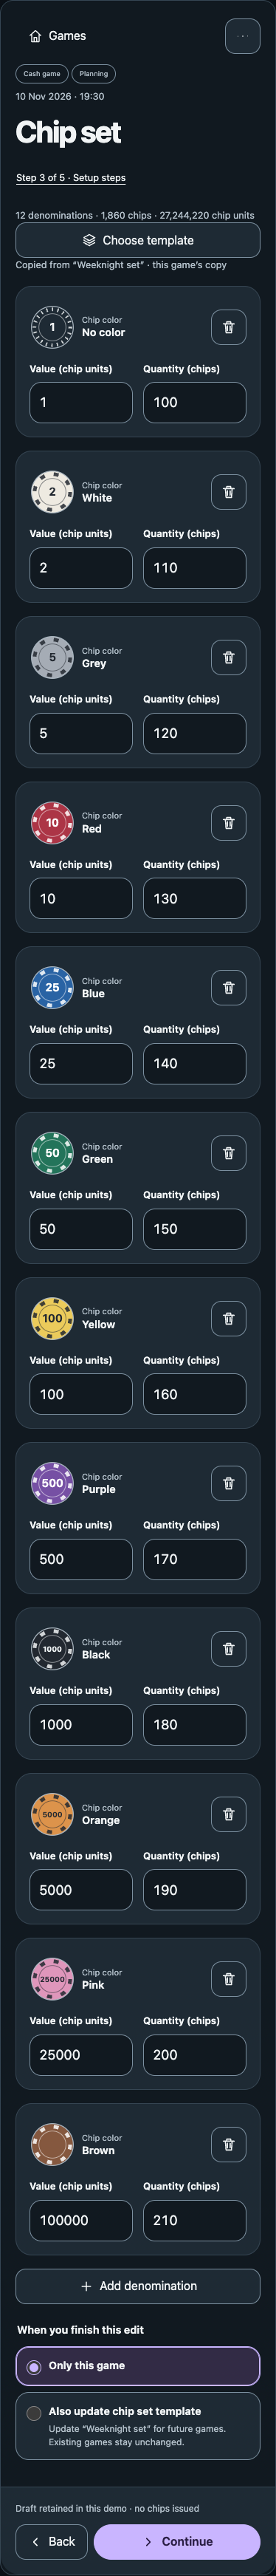 Games
Cash game
Planning
10 Nov 2026 · 19:30
Chip set
Step 3 of 5 · Setup steps
12 denominations · 1,860 chips · 27,244,220 chip units
Choose template
Copied from “Weeknight set” · this game’s copy
1
Chip color
No color
Value (chip units)
Quantity (chips)
1
100
2
Chip color
White
Value (chip units)
Quantity (chips)
2
110
5
Chip color
Grey
Value (chip units)
Quantity (chips)
5
120
10
Chip color
Red
Value (chip units)
Quantity (chips)
10
130
25
Chip color
Blue
Value (chip units)
Quantity (chips)
25
140
50
Chip color
Green
Value (chip units)
Quantity (chips)
50
150
100
Chip color
Yellow
Value (chip units)
Quantity (chips)
100
160
500
Chip color
Purple
Value (chip units)
Quantity (chips)
500
170
1000
Chip color
Black
Value (chip units)
Quantity (chips)
1000
180
5000
Chip color
Orange
Value (chip units)
Quantity (chips)
5000
190
25000
Chip color
Pink
Value (chip units)
Quantity (chips)
25000
200
Chip color
Brown
Value (chip units)
Quantity (chips)
100000
210
Add denomination
When you finish this edit
Only this game
Also update chip set template
Update “Weeknight set” for future games.
Existing games stay unchanged.
Draft retained in this demo · no chips issued
Back
Continue